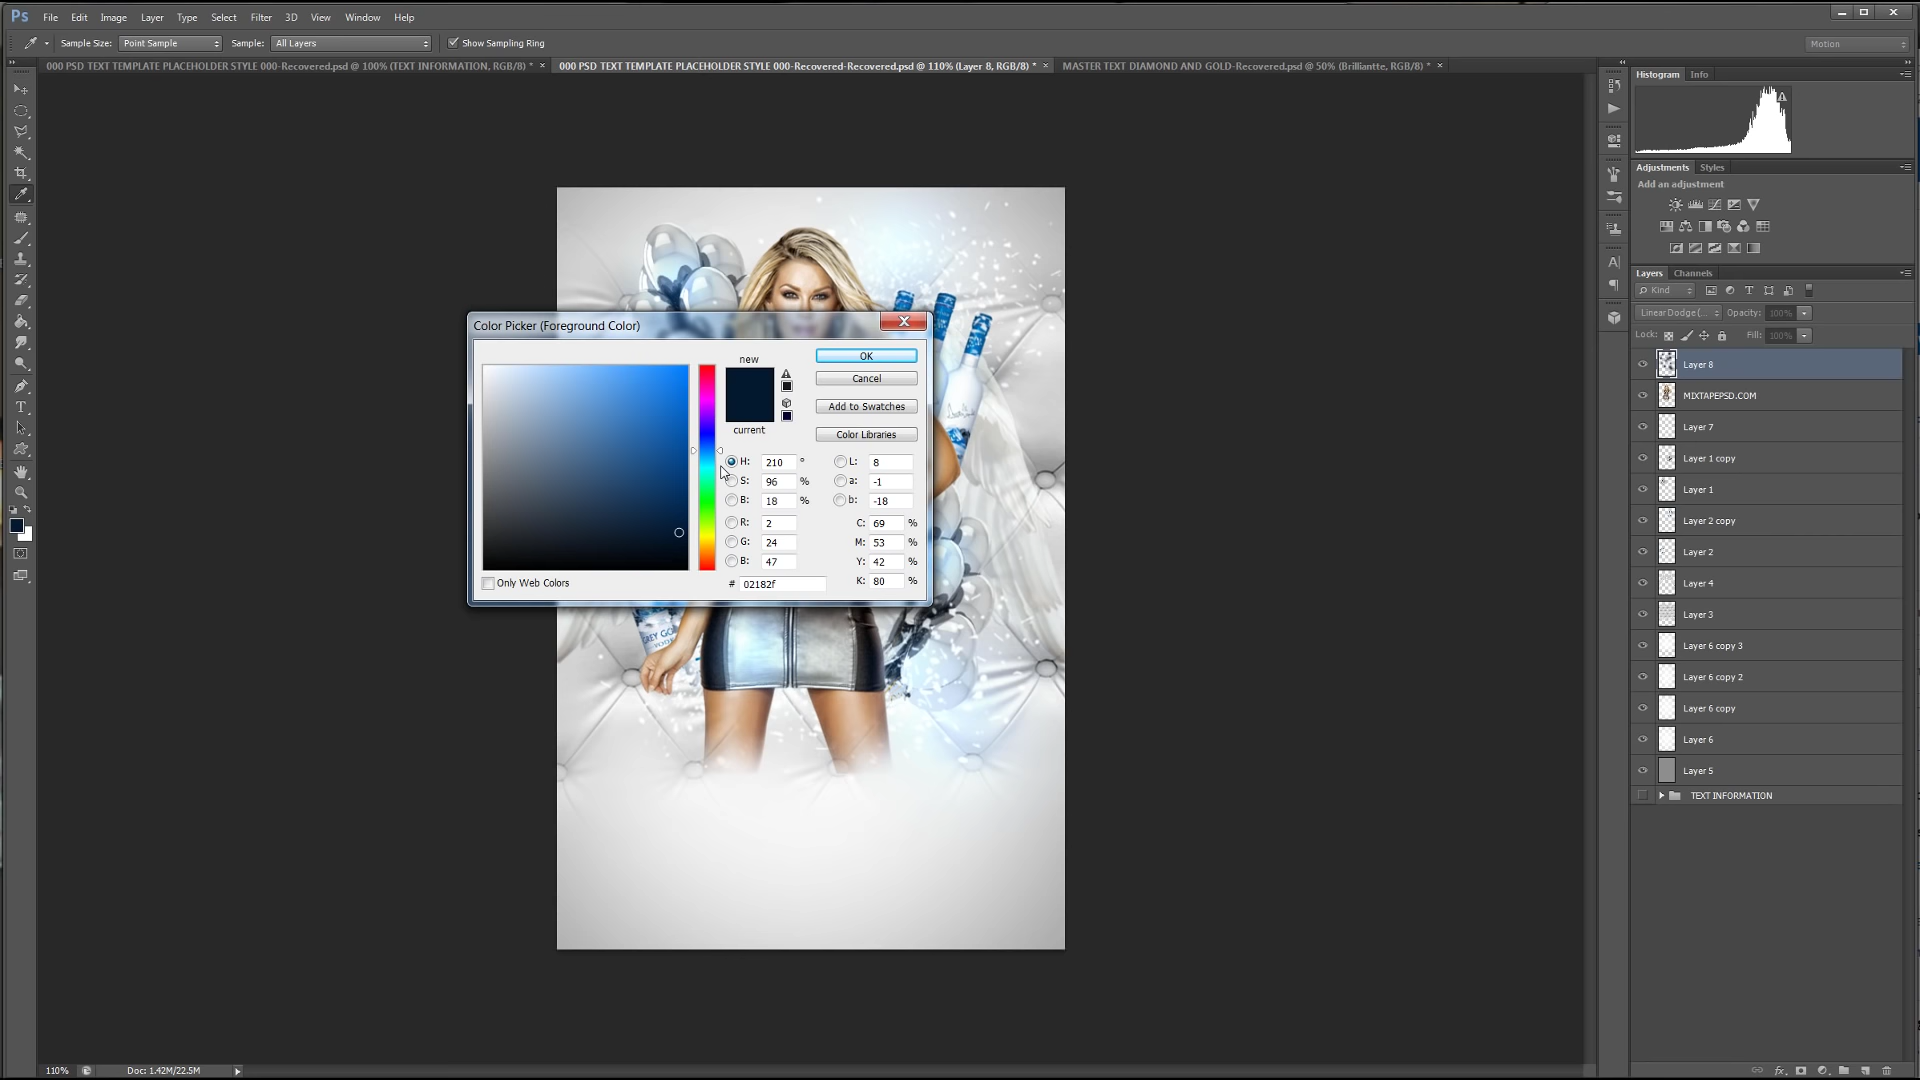 Ps File Edit Image Layer Type Select Filter 3D View Window Help
Sample Size: Point Sample Sample: All Layers Show Sampling Ring Motion
000 PSD TEXT TEMPLATE PLACEHOLDER STYLE 000-Recovered.psd @ 100% (TEXT INFORMATION, RGB/8) * × 000 PSD TEXT TEMPLATE PLACEHOLDER STYLE 000-Recovered-Recovered.psd @ 110% (Layer 8, RGB/8) * × MASTER TEXT DIAMOND AND GOLD-Recovered.psd @ 50% (Brilliantte, RGB/8) * ×
Histogram Info
Adjustments Styles
Add an adjustment
Layers Channels
Kind
Linear Dodge (... Opacity: 100%
Lock: Fill: 100%
Layer 8
MIXTAPEPSD.COM
Layer 7
Layer 1 copy
Layer 1
Layer 2 copy
Layer 2
Layer 4
Layer 3
Layer 6 copy 3
Layer 6 copy 2
Layer 6 copy
Layer 6
Layer 5
TEXT INFORMATION
Color Picker (Foreground Color)
new
current
OK
Cancel
Add to Swatches
Color Libraries
H: 210 °
S: 96 %
B: 18 %
R: 2
G: 24
B: 47
# 02182f
L: 8
a: -1
b: -18
C: 69 %
M: 53 %
Y: 42 %
K: 80 %
Only Web Colors
GREY GO
VODK
110% Doc: 1.42M/22.5M